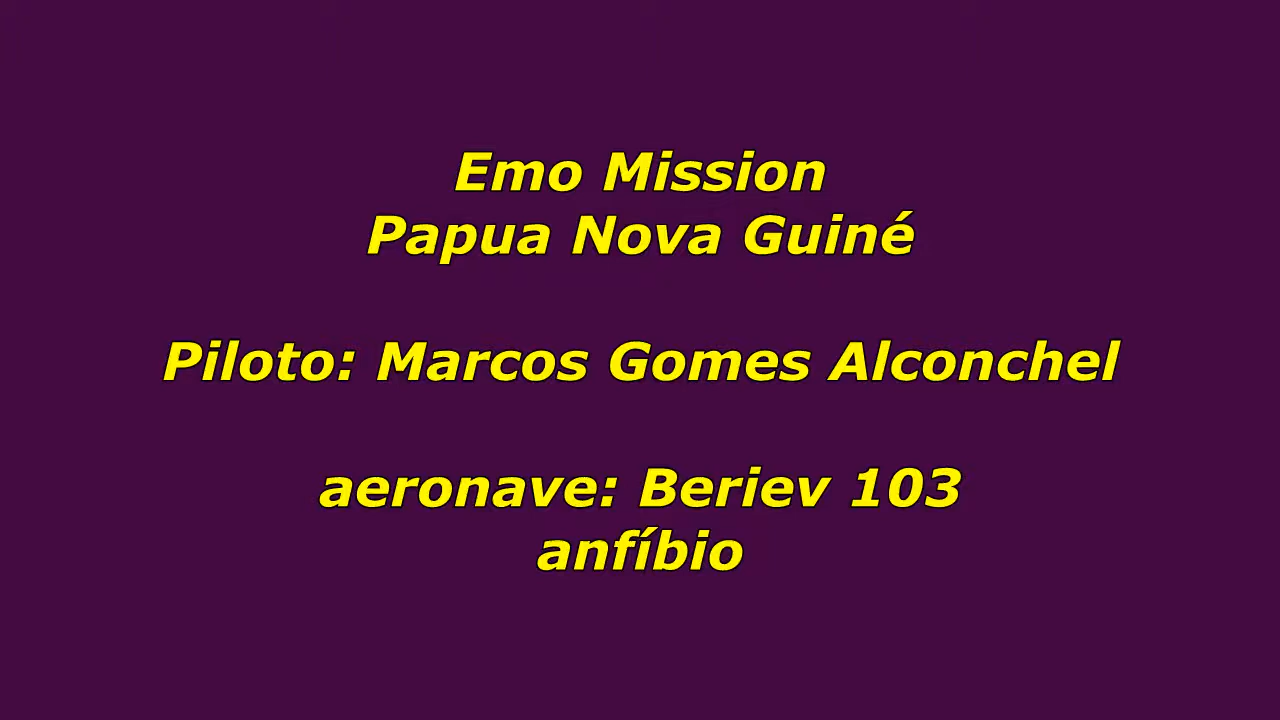 Emo Mission
Papua Nova Guiné
Piloto: Marcos Gomes Alconchel
aeronave: Beriev 103
anfíbio